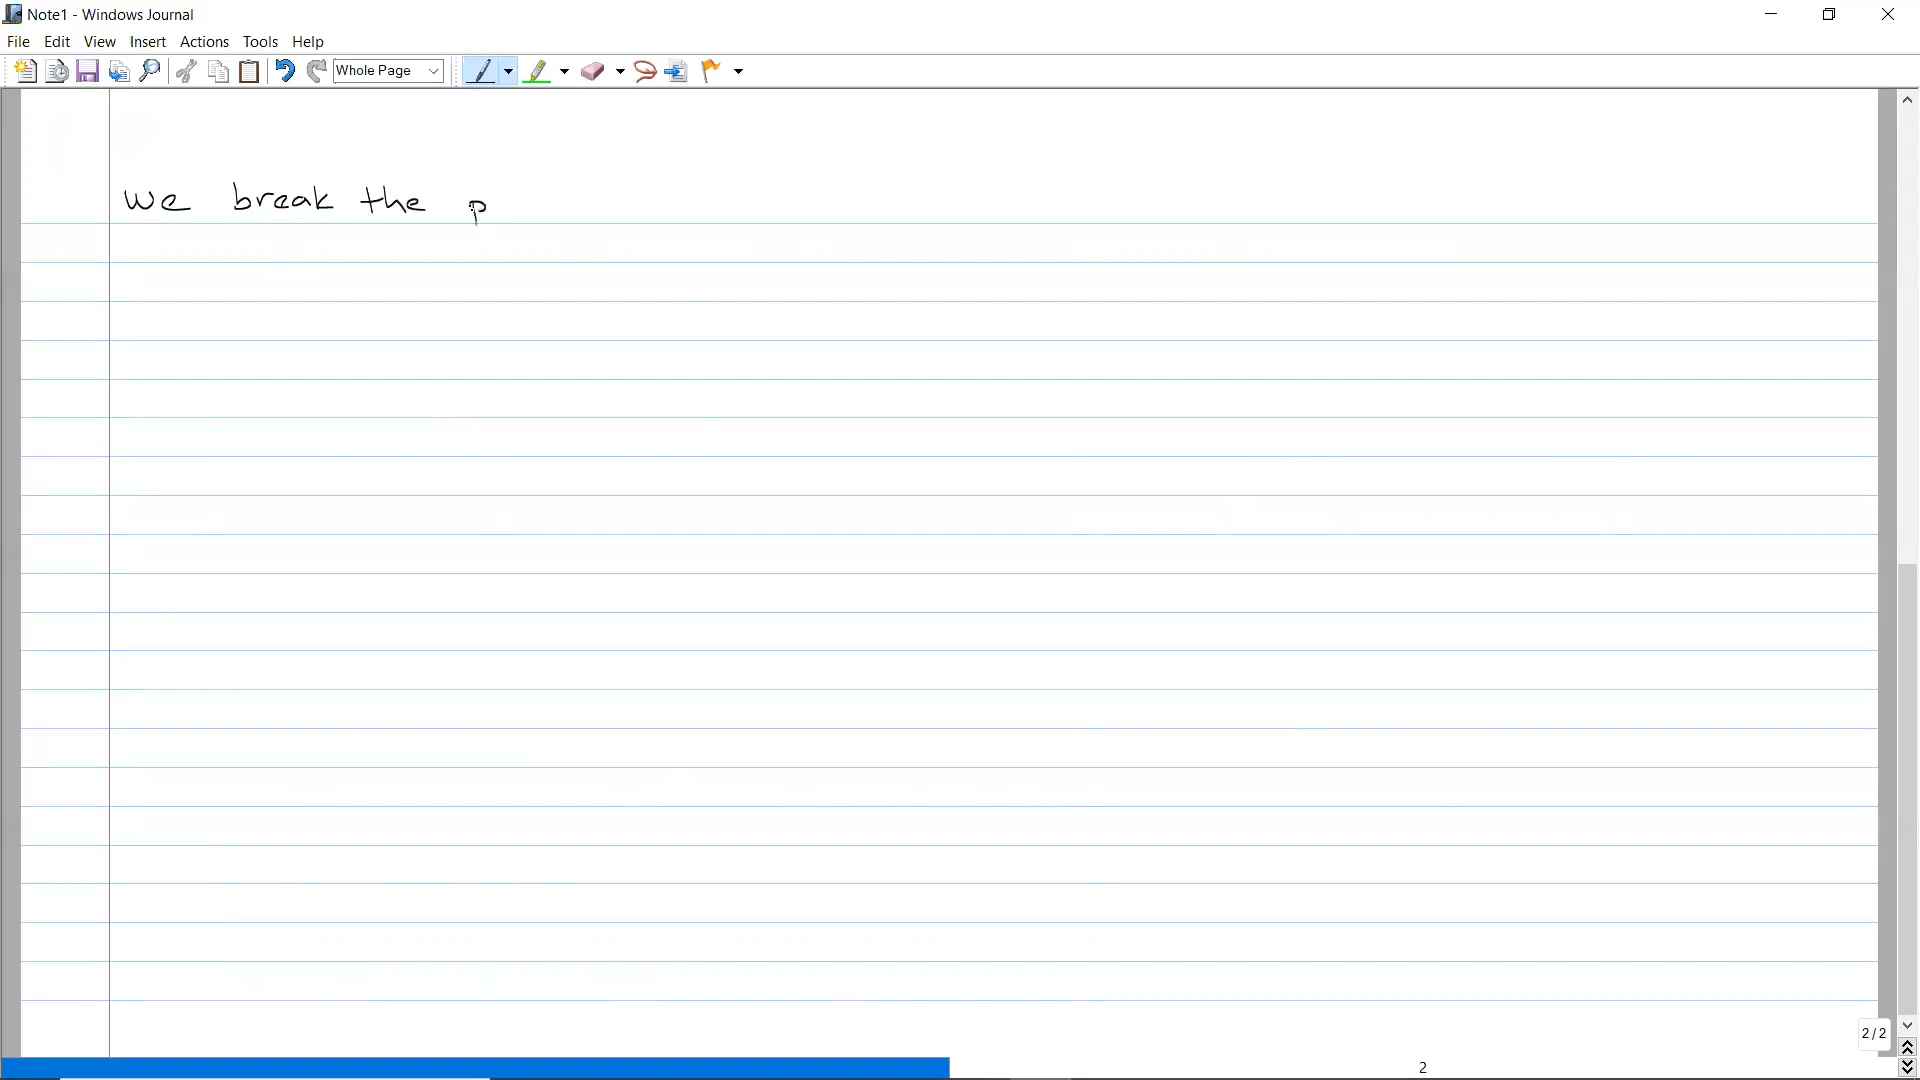 Note1 - Windows Journal
File Edit View Insert Actions Tools Help
Whole Page
we break the p
2/2
2